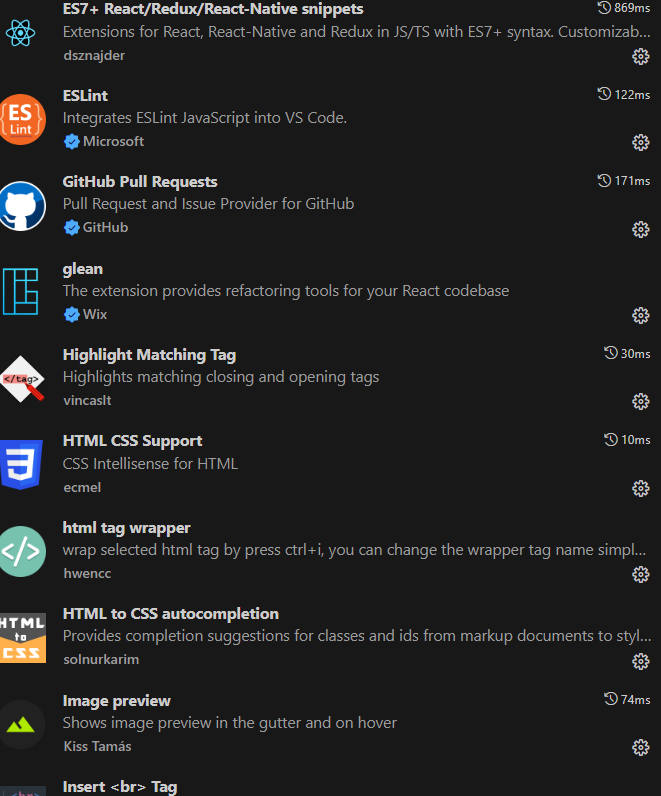 ES7+ React/Redux/React-Native snippets
869ms
Extensions for React, React-Native and Redux in JS/TS with ES7+ syntax. Customizab...
dsznajder
ES
Lint
ESLint
122ms
Integrates ESLint JavaScript into VS Code.
Microsoft
GitHub Pull Requests
171ms
Pull Request and Issue Provider for GitHub
GitHub
glean
The extension provides refactoring tools for your React codebase
Wix
</tag>
Highlight Matching Tag
30ms
Highlights matching closing and opening tags
vincaslt
3
HTML CSS Support
10ms
CSS Intellisense for HTML
ecmel
</>
html tag wrapper
wrap selected html tag by press ctrl+i, you can change the wrapper tag name simpl...
hwencc
HTML
to
CSS
HTML to CSS autocompletion
Provides completion suggestions for classes and ids from markup documents to styl...
solnurkarim
Image preview
74ms
Shows image preview in the gutter and on hover
Kiss Tamás
<br>
Insert <br> Tag